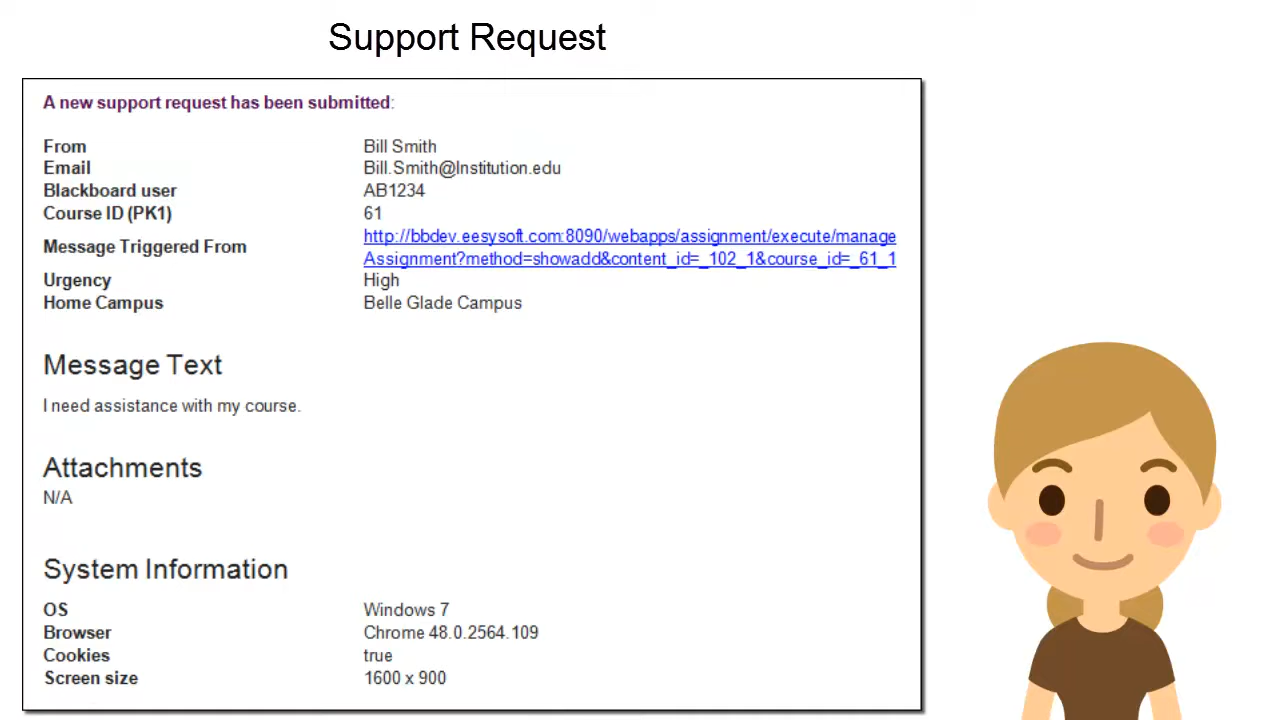 Support Request
A new support request has been submitted:
From Bill Smith
Email Bill.Smith@Institution.edu
Blackboard user AB1234
Course ID (PK1) 61
Message Triggered From http://bbdev.eesysoft.com:8090/webapps/assignment/execute/manage
Assignment?method=showadd&content_id=_102_1&course_id=_61_1
Urgency High
Home Campus Belle Glade Campus
Message Text
I need assistance with my course.
Attachments
N/A
System Information
OS Windows 7
Browser Chrome 48.0.2564.109
Cookies true
Screen size 1600 x 900